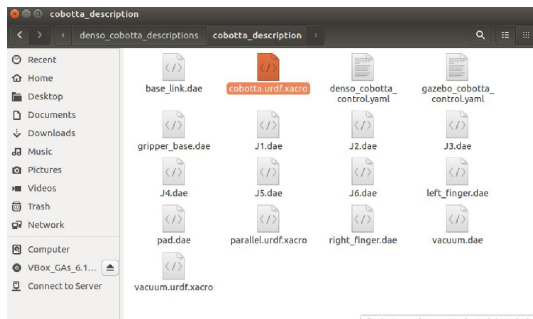 cobotta_description
denso_cobotta_descriptions
cobotta_description
Recent
Home
Desktop
Documents
Downloads
Music
Pictures
Videos
Trash
Network
Computer
VBox_GAs_6.1...
Connect to Server
base_link.dae
cobotta.urdf.xacro
denso_cobotta_
control.yaml
gazebo_cobotta_
control.yaml
gripper_base.dae
J1.dae
J2.dae
J3.dae
J4.dae
J5.dae
J6.dae
left_finger.dae
pad.dae
parallel.urdf.xacro
right_finger.dae
vacuum.dae
vacuum.urdf.xacro